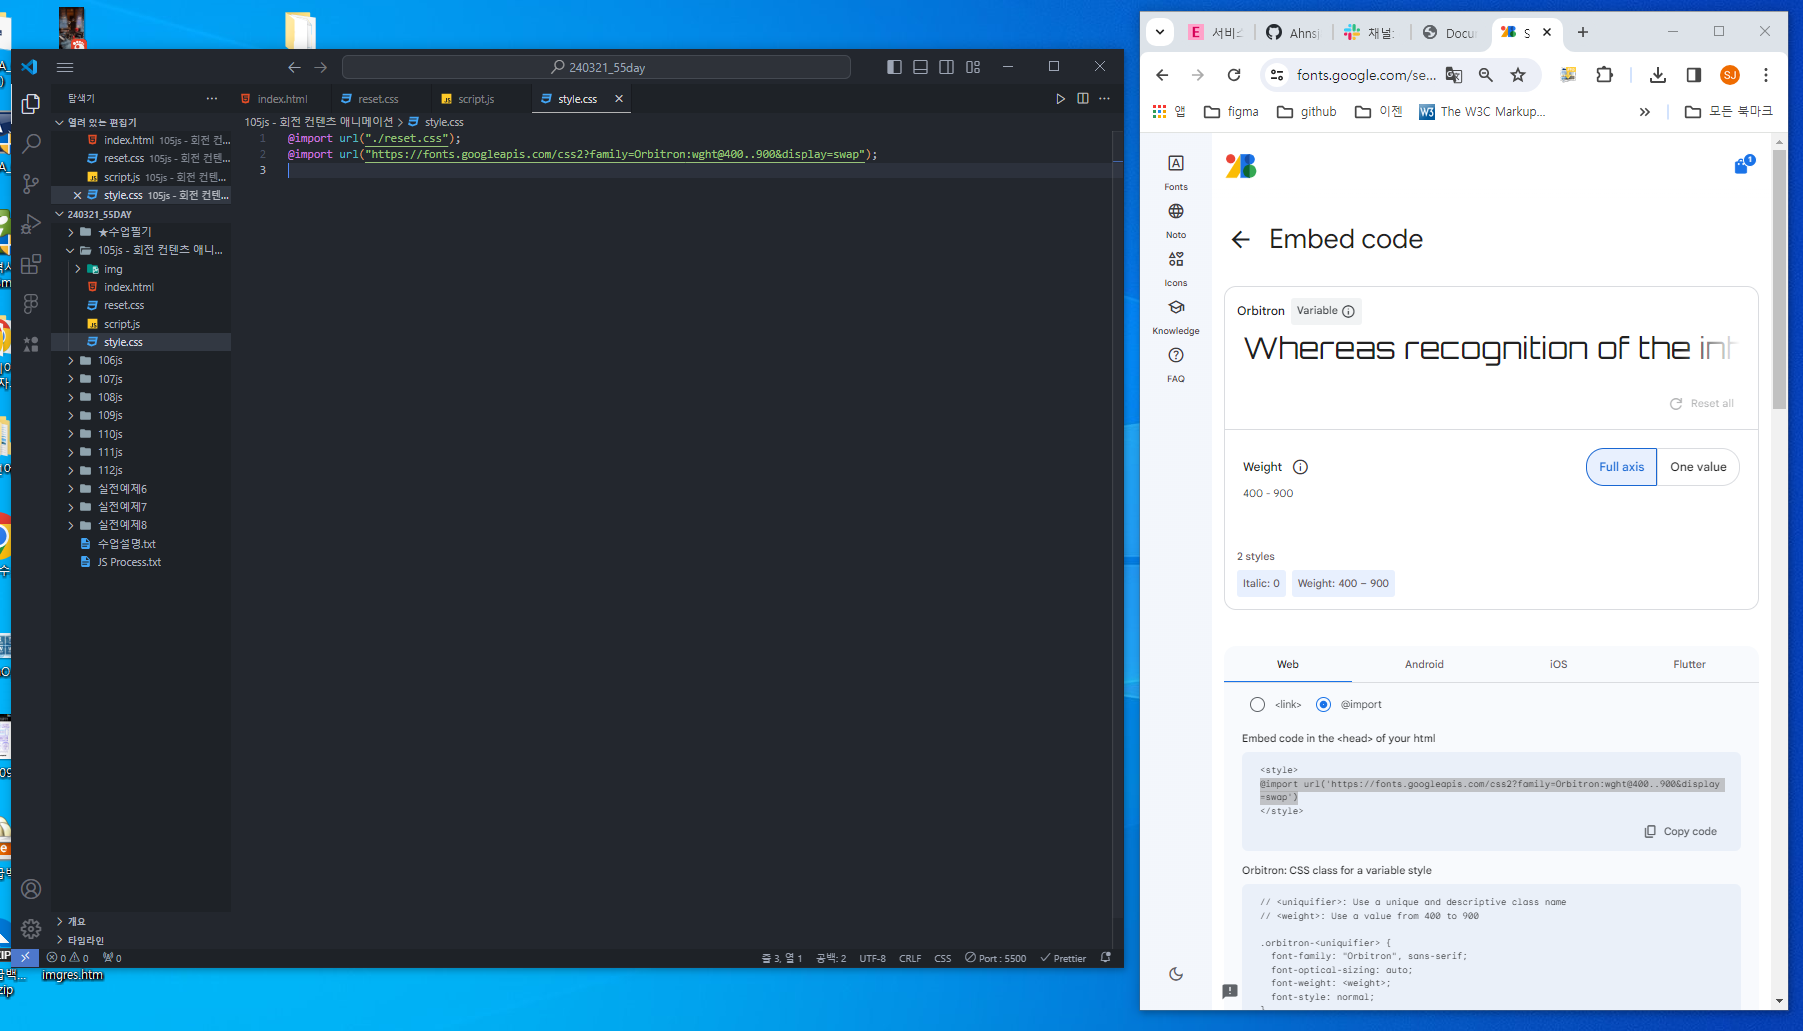 240321_55day
탐색기
열려 있는 편집기
index.html 105js - 회전 컨...
reset.css 105js - 회전 컨텐...
script.js 105js - 회전 컨텐...
style.css 105js - 회전 컨텐...
240321_55DAY
★수업필기
105js - 회전 컨텐츠 애니...
img
index.html
reset.css
script.js
style.css
106js
107js
108js
109js
110js
111js
112js
실전예제6
실전예제7
실전예제8
수업설명.txt
JS Process.txt
개요
타임라인
index.html
reset.css
script.js
style.css
105js - 회전 컨텐츠 애니메이션 > style.css
1 @import url("./reset.css");
2 @import url("https://fonts.googleapis.com/css2?family=Orbitron:wght@400..900&display=swap");
3
0 0 0
줄 3, 열 1 공백: 2 UTF-8 CRLF CSS Port : 5500 Prettier
imgres.htm
zip
E 서비스
Ahnsj
채널:
Docu
S
fonts.google.com/se...
SJ
앱 figma github 이젠 The W3C Markup... » 모든 북마크
Fonts
Noto
Icons
Knowledge
FAQ
1
Embed code
Orbitron Variable
Whereas recognition of the inh
Reset all
Weight
Full axis One value
400 - 900
2 styles
Italic: 0 Weight: 400 – 900
Web Android iOS Flutter
<link> @import
Embed code in the <head> of your html
<style>
@import url('https://fonts.googleapis.com/css2?family=Orbitron:wght@400..900&display
=swap')
</style>
Copy code
Orbitron: CSS class for a variable style
// <uniquifier>: Use a unique and descriptive class name
// <weight>: Use a value from 400 to 900
.orbitron-<uniquifier> {
font-family: "Orbitron", sans-serif;
font-optical-sizing: auto;
font-weight: <weight>;
font-style: normal;
}